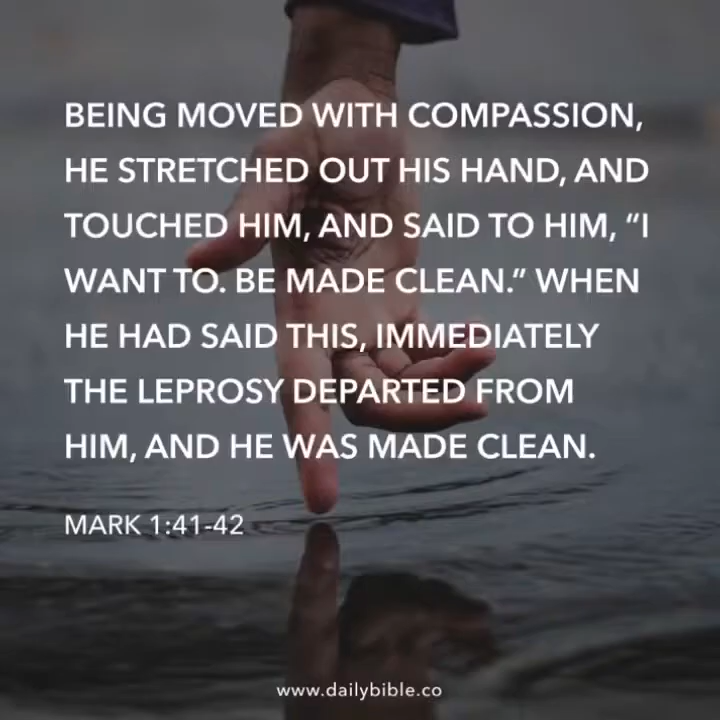 BEING MOVED WITH COMPASSION,
HE STRETCHED OUT HIS HAND, AND
TOUCHED HIM, AND SAID TO HIM, “I
WANT TO. BE MADE CLEAN.” WHEN
HE HAD SAID THIS, IMMEDIATELY
THE LEPROSY DEPARTED FROM
HIM, AND HE WAS MADE CLEAN.
MARK 1:41-42
www.dailybible.co